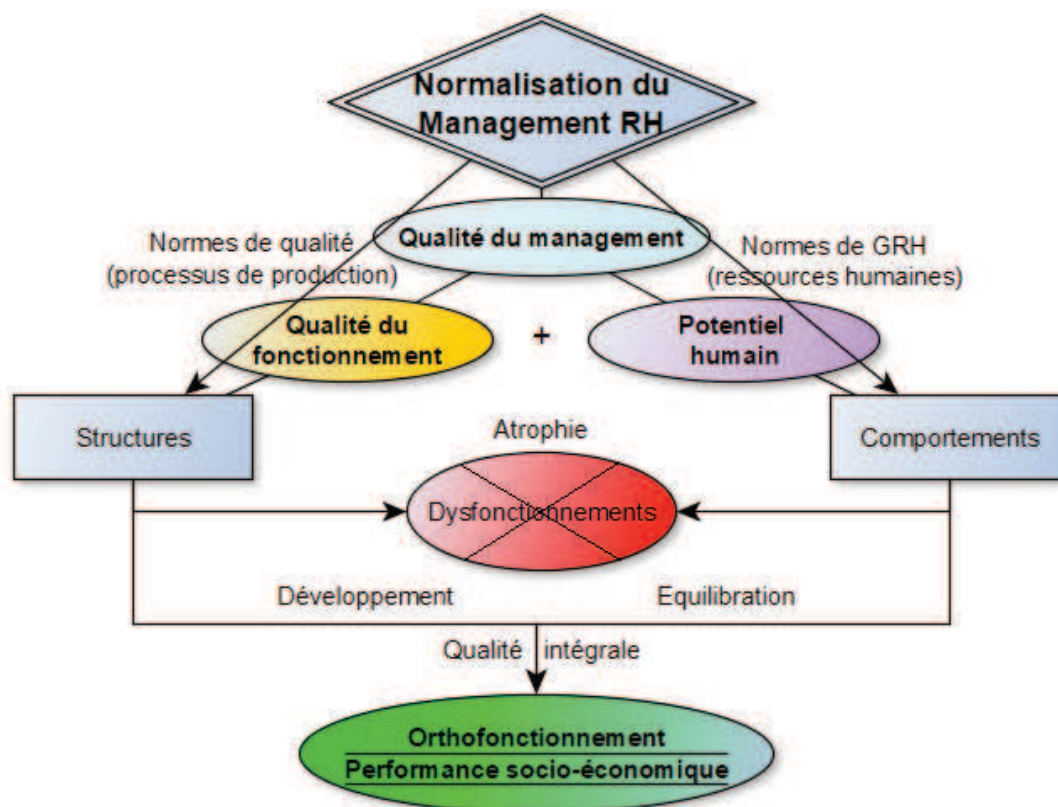 Normalisation du
Management RH
Qualité du management
Normes de qualité
(processus de production)
Normes de GRH
(ressources humaines)
Qualité du
fonctionnement
+
Potentiel
humain
Structures
Atrophie
Comportements
Dysfonctionnements
Développement
Equilibration
Qualité intégrale
Orthofonctionnement
Performance socio-économique